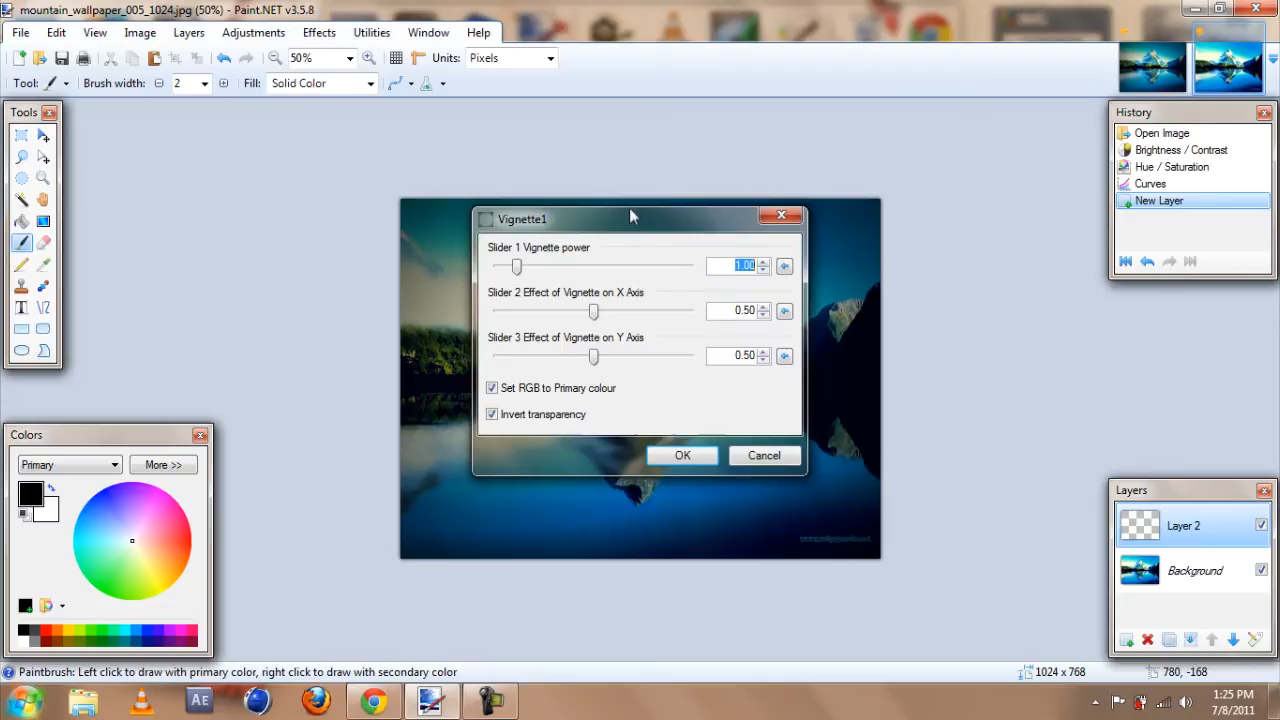 mountain_wallpaper_005_1024.jpg (50%) - Paint.NET v3.5.8
File Edit View Image Layers Adjustments Effects Utilities Window Help
50% Units: Pixels
Tool: Brush width: 2 Fill: Solid Color
Tools
History
Open Image
Brightness / Contrast
Hue / Saturation
Curves
New Layer
Vignette1
Slider 1 Vignette power
1.00
Slider 2 Effect of Vignette on X Axis
0.50
Slider 3 Effect of Vignette on Y Axis
0.50
Set RGB to Primary colour
Invert transparency
OK Cancel
Colors
Primary More >>
Layers
Layer 2
Background
Paintbrush: Left click to draw with primary color, right click to draw with secondary color
1024 x 768 780, -168
Ae
1:25 PM
7/8/2011